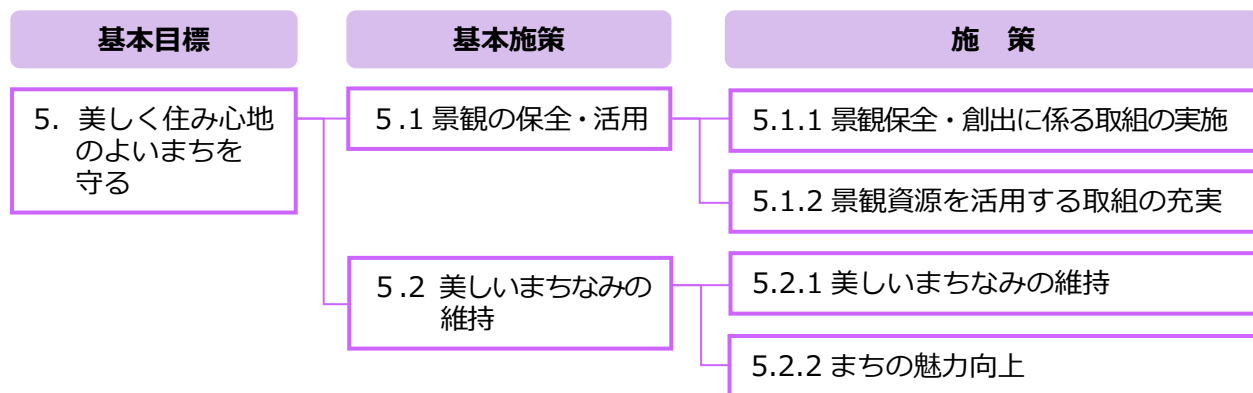 基本目標
基本施策
施　策
5. 美しく住み心地
のよいまちを
守る
5.1 景観の保全・活用
5.1.1 景観保全・創出に係る取組の実施
5.1.2 景観資源を活用する取組の充実
5.2 美しいまちなみの
維持
5.2.1 美しいまちなみの維持
5.2.2 まちの魅力向上